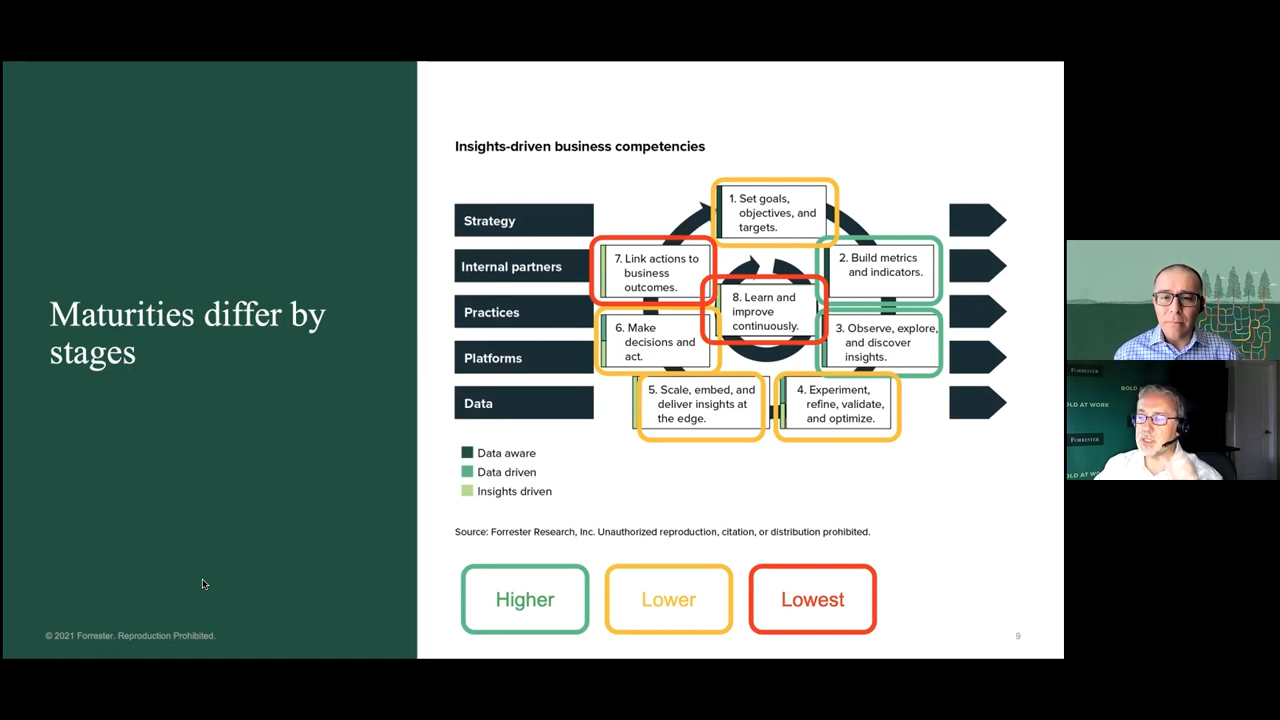 Maturities differ by
stages
© 2021 Forrester. Reproduction Prohibited.
Insights-driven business competencies
Strategy
Internal partners
Practices
Platforms
Data
1. Set goals,
objectives, and
targets.
2. Build metrics
and indicators.
3. Observe, explore,
and discover
insights.
4. Experiment,
refine, validate,
and optimize.
5. Scale, embed, and
deliver insights at
the edge.
6. Make
decisions and
act.
7. Link actions to
business
outcomes.
8. Learn and
improve
continuously.
Data aware
Data driven
Insights driven
Source: Forrester Research, Inc. Unauthorized reproduction, citation, or distribution prohibited.
Higher
Lower
Lowest
9
FORRESTER
BOLD A
OLD AT WORK
FORRESTER
OLD AT WO